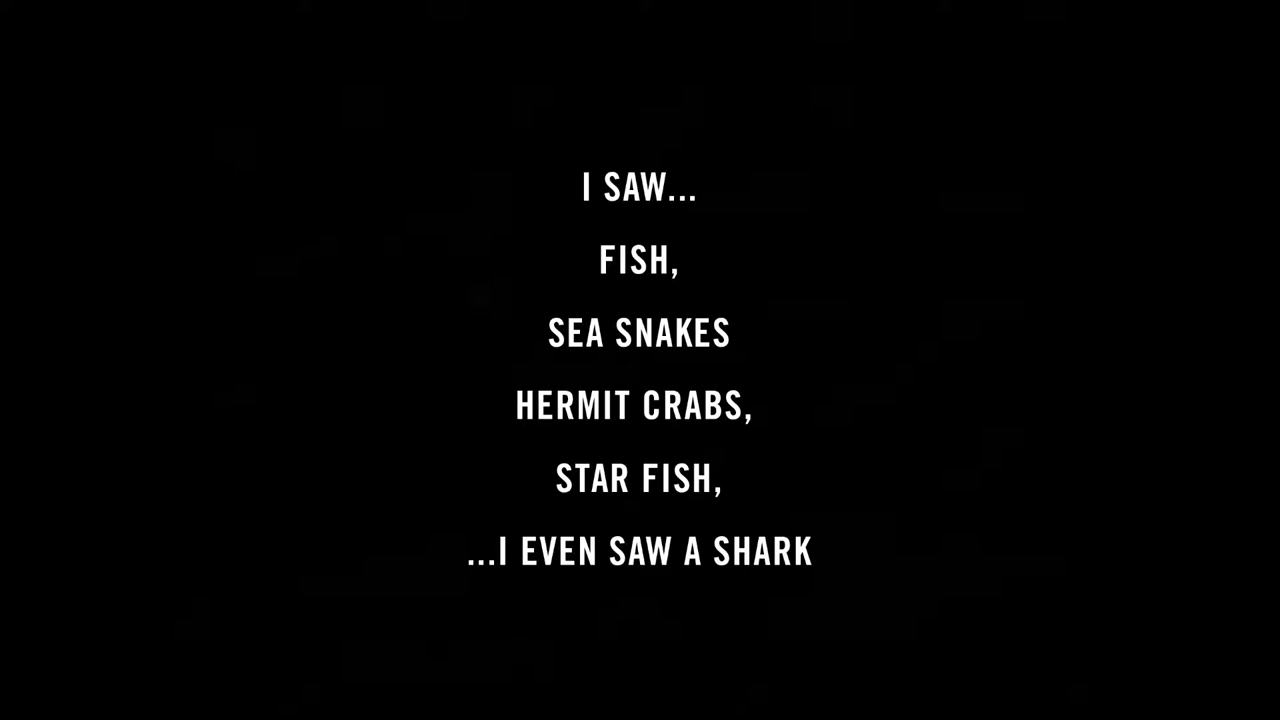 I SAW...
FISH,
SEA SNAKES
HERMIT CRABS,
STAR FISH,
...I EVEN SAW A SHARK